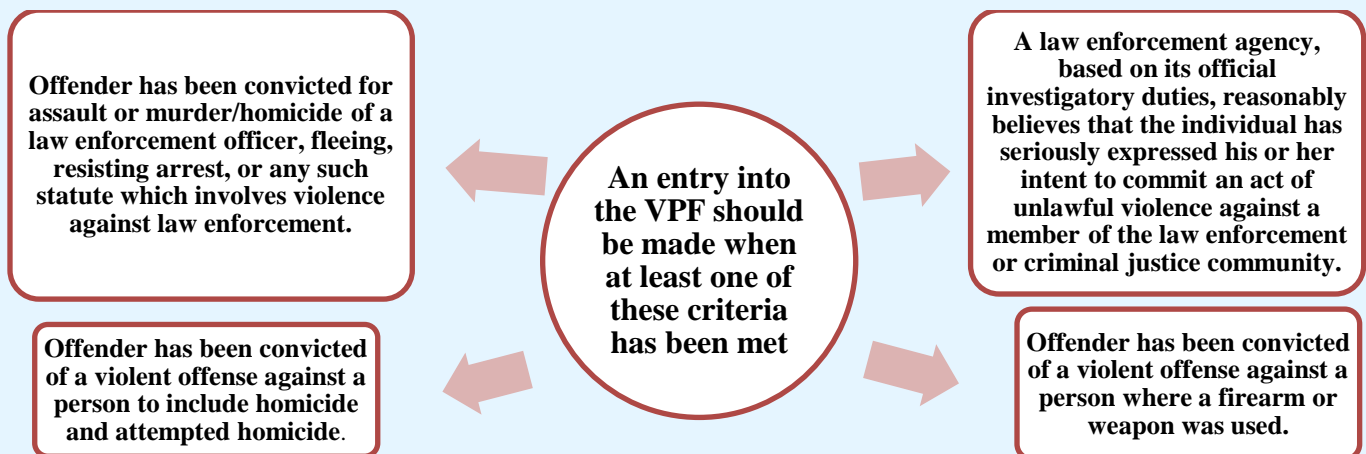 Offender has been convicted for
assault or murder/homicide of a
law enforcement officer, fleeing,
resisting arrest, or any such
statute which involves violence
against law enforcement.
Offender has been convicted
of a violent offense against a
person to include homicide
and attempted homicide.
An entry into
the VPF should
be made when
at least one of
these criteria
has been met
A law enforcement agency,
based on its official
investigatory duties, reasonably
believes that the individual has
seriously expressed his or her
intent to commit an act of
unlawful violence against a
member of the law enforcement
or criminal justice community.
Offender has been convicted
of a violent offense against a
person where a firearm or
weapon was used.